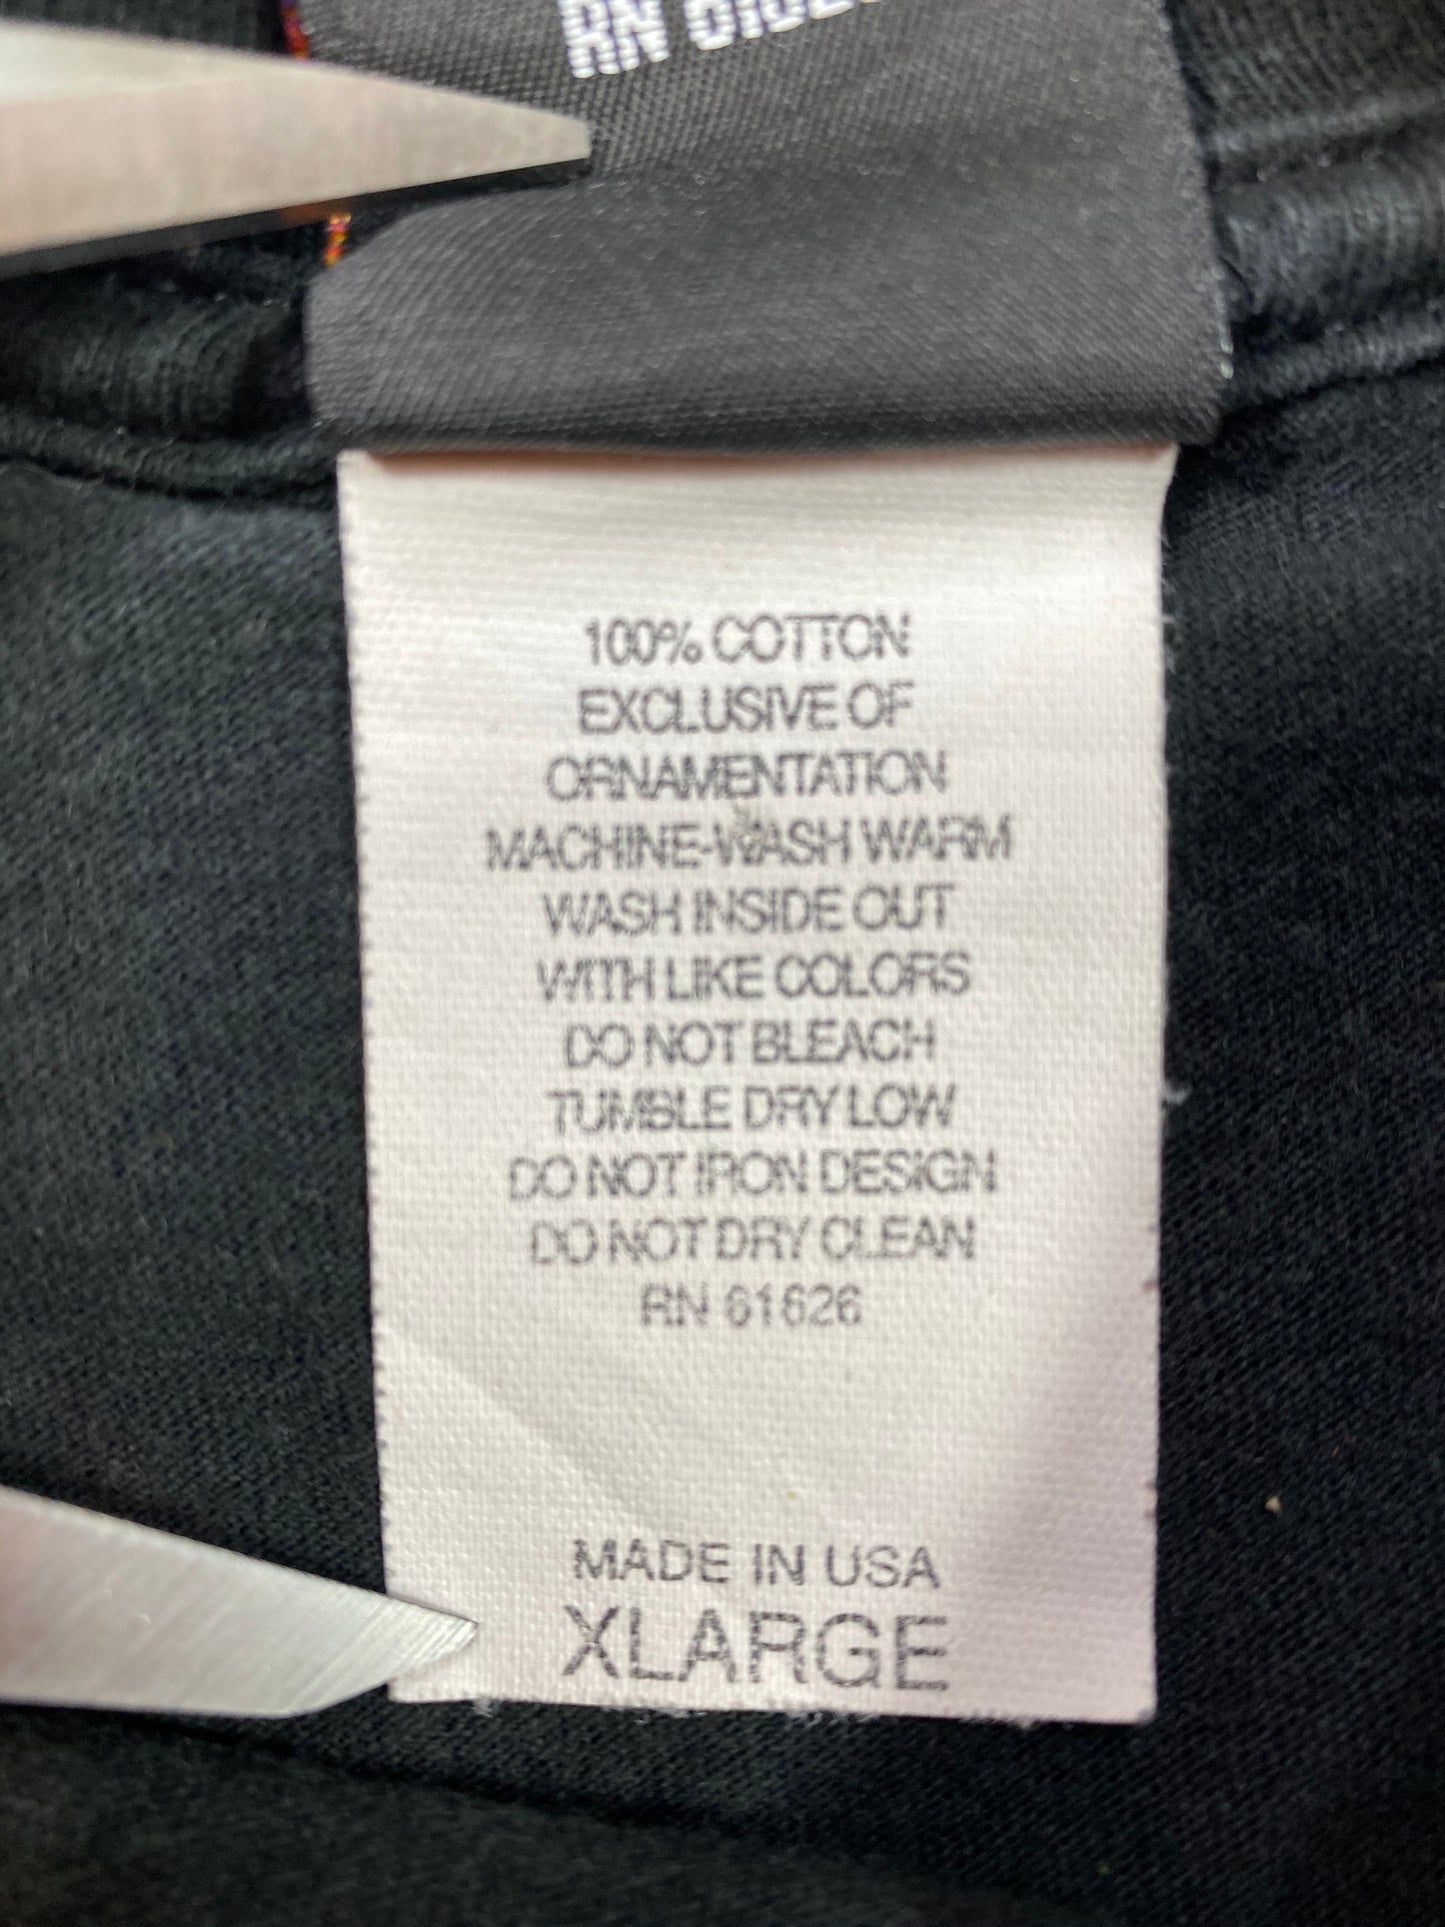 RN
100% COTTON
EXCLUSIVE OF
ORNAMENTATION
MACHINE-WASH WARM
WASH INSIDE OUT
WITH LIKE COLORS
DO NOT BLEACH
TUMBLE DRY LOW
DO NOT IRON DESIGN
DO NOT DRY CLEAN
RN 61626
MADE IN USA
XLARGE